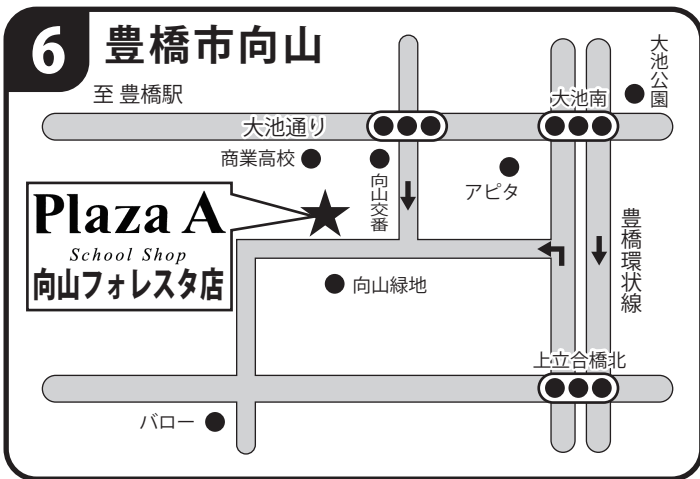 6
豊橋市向山
至 豊橋駅
大池公園
大池南
大池通り
商業高校
向山交番
アピタ
Plaza A
School Shop
向山フォレスタ店
豊橋環状線
向山緑地
上立合橋北
バロー